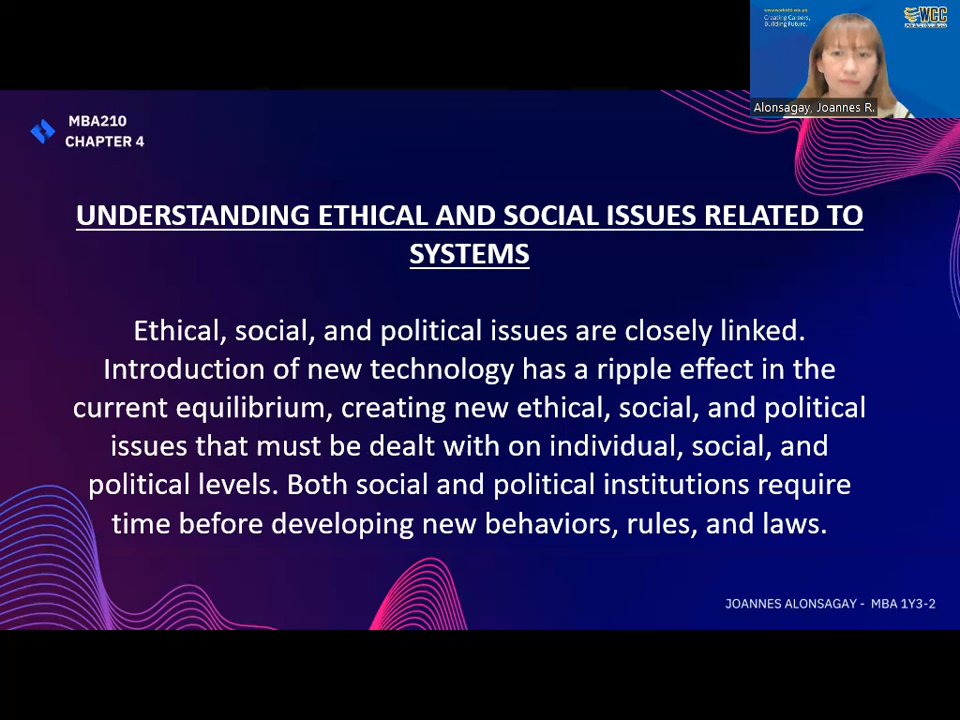 Creating Careers,
Building Future.
WCC
Alonsagay, Joannes R.
MBA210
CHAPTER 4
UNDERSTANDING ETHICAL AND SOCIAL ISSUES RELATED TO
SYSTEMS
Ethical, social, and political issues are closely linked.
Introduction of new technology has a ripple effect in the
current equilibrium, creating new ethical, social, and political
issues that must be dealt with on individual, social, and
political levels. Both social and political institutions require
time before developing new behaviors, rules, and laws.
JOANNES ALONSAGAY - MBA 1Y3-2